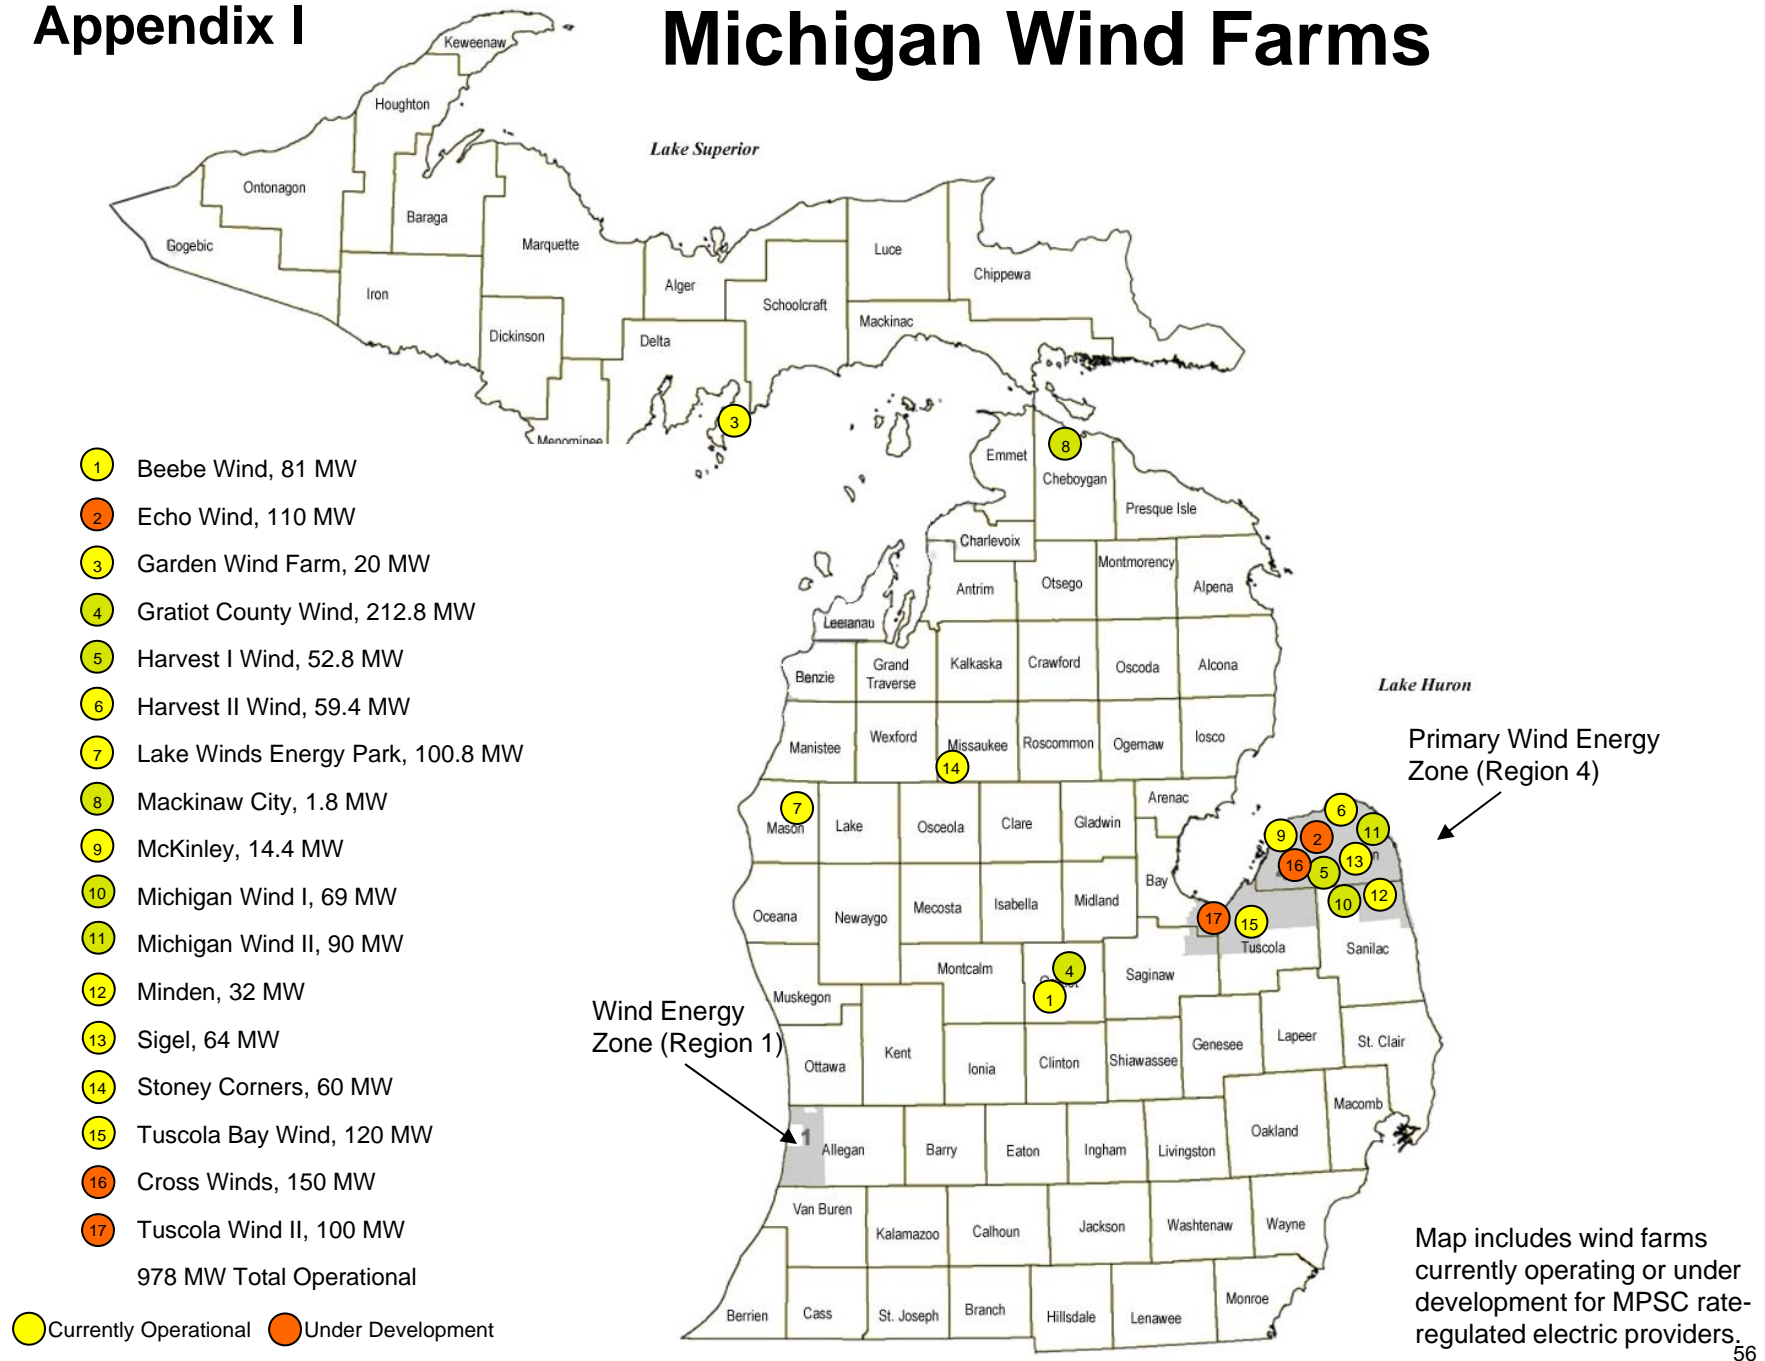 Appendix I
Michigan Wind Farms
Keweenaw
Houghton
Lake Superior
Ontonagon
Baraga
Gogebic
Marquette
Luce
Chippewa
Alger
Iron
Schoolcraft
Mackinac
Dickinson
Delta
3
Menominee
8
Emmet
Cheboygan
Presque Isle
Charlevoix
Montmorency
Antrim
Otsego
Alpena
Leelanau
Benzie
Grand
Traverse
Kalkaska
Crawford
Oscoda
Alcona
Lake Huron
Manistee
Wexford
Missaukee
Roscommon
Ogemaw
Iosco
14
Primary Wind Energy
Zone (Region 4)
7
Mason
Lake
Osceola
Clare
Gladwin
Arenac
6
9
2
11
16
5
13
n
10
12
Bay
17
15
Oceana
Newaygo
Mecosta
Isabella
Midland
Tuscola
Sanilac
Montcalm
4
1
Saginaw
Muskegon
Wind Energy
Zone (Region 1)
Ottawa
Kent
Ionia
Clinton
Shiawassee
Genesee
Lapeer
St. Clair
Macomb
1
Allegan
Barry
Eaton
Ingham
Livingston
Oakland
Van Buren
Kalamazoo
Calhoun
Jackson
Washtenaw
Wayne
Berrien
Cass
St. Joseph
Branch
Hillsdale
Lenawee
Monroe
1 Beebe Wind, 81 MW
2 Echo Wind, 110 MW
3 Garden Wind Farm, 20 MW
4 Gratiot County Wind, 212.8 MW
5 Harvest I Wind, 52.8 MW
6 Harvest II Wind, 59.4 MW
7 Lake Winds Energy Park, 100.8 MW
8 Mackinaw City, 1.8 MW
9 McKinley, 14.4 MW
10 Michigan Wind I, 69 MW
11 Michigan Wind II, 90 MW
12 Minden, 32 MW
13 Sigel, 64 MW
14 Stoney Corners, 60 MW
15 Tuscola Bay Wind, 120 MW
16 Cross Winds, 150 MW
17 Tuscola Wind II, 100 MW
978 MW Total Operational
Currently Operational
Under Development
Map includes wind farms
currently operating or under
development for MPSC rate-
regulated electric providers.
56